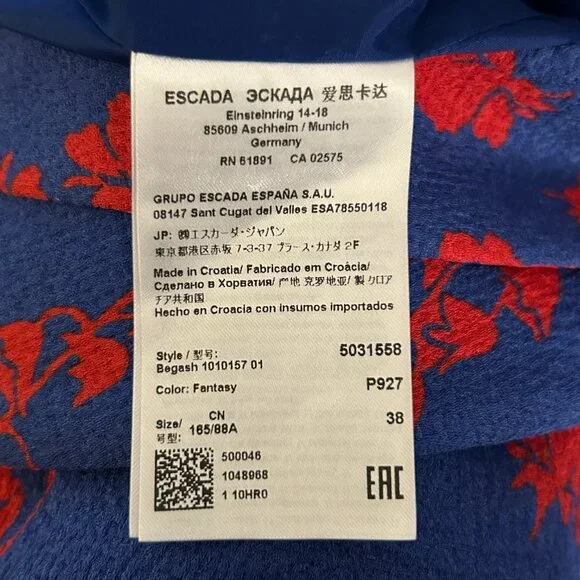 ESCADA ЭСКАДА 爱思卡达
Einsteinring 14-18
85609 Aschheim / Munich
Germany
RN 61891 CA 02575
GRUPO ESCADA ESPAÑA S.A.U.
08147 Sant Cugat del Valles ESA78550118
JP: ㈱エスカーダ・ジャパン
東京都港区赤坂 7-3-37 プラース・カナダ 2F
Made in Croatia/ Fabricado em Croácia/
Сделано в Хорватия/ 产地 克罗地亚/ 製 クロア
チア共和国
Hecho en Croacia con insumos importados
Style / 型号: 5031558
Begash 1010157 01
Color: Fantasy P927
Size/ CN 38
号型: 165/88A
500046
1048968
1 10HR0
EAC